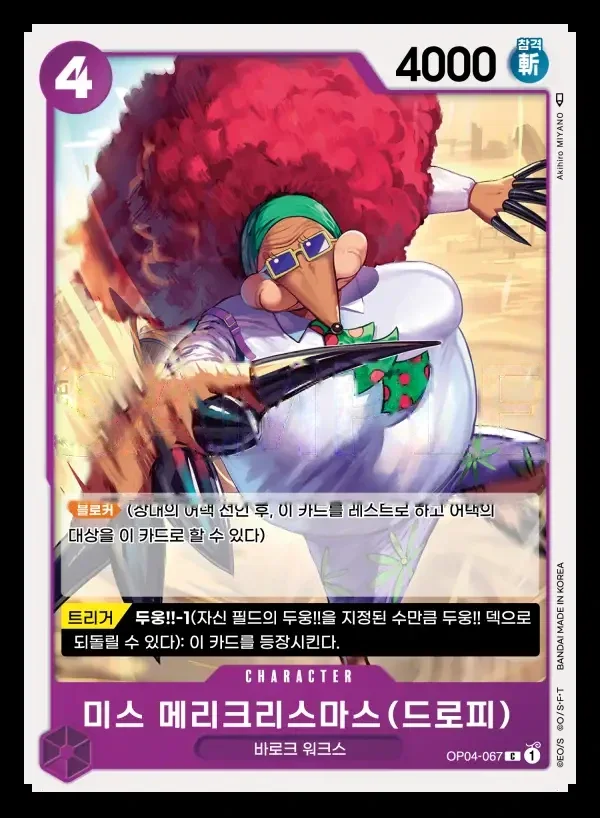 4
4000
참격
斬
Akihiro MIYANO
SAMPLE
블로커 (상대의 어택 선언 후, 이 카드를 레스트로 하고 어택의
대상을 이 카드로 할 수 있다)
트리거 두웅!!-1(자신 필드의 두웅!!을 지정된 수만큼 두웅!! 덱으로
되돌릴 수 있다): 이 카드를 등장시킨다.
CHARACTER
미스 메리크리스마스(드로피)
바로크 워크스
OP04-067 C 1
BANDAI MADE IN KOREA
©EO/S ©O/S·F·T